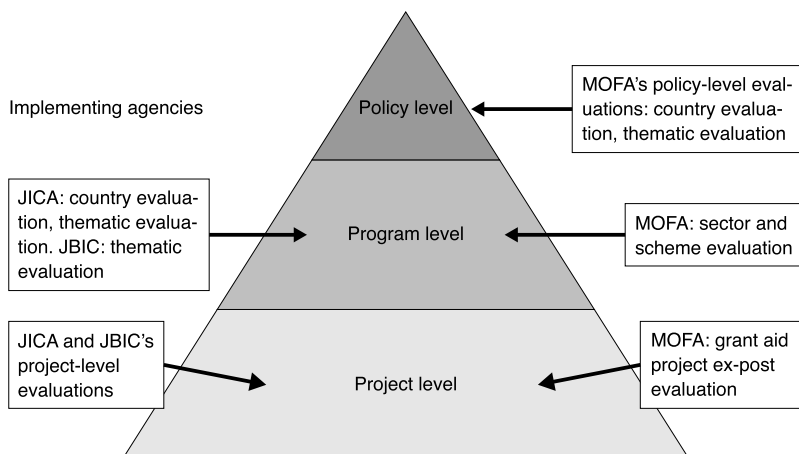 Policy level
MOFA’s policy-level eval-
uations: country evalua-
tion, thematic evaluation
Implementing agencies
JICA: country evalua-
tion, thematic evalua-
tion. JBIC: thematic
evaluation
Program level
MOFA: sector and
scheme evaluation
JICA and JBIC’s
project-level
evaluations
Project level
MOFA: grant aid
project ex-post
evaluation